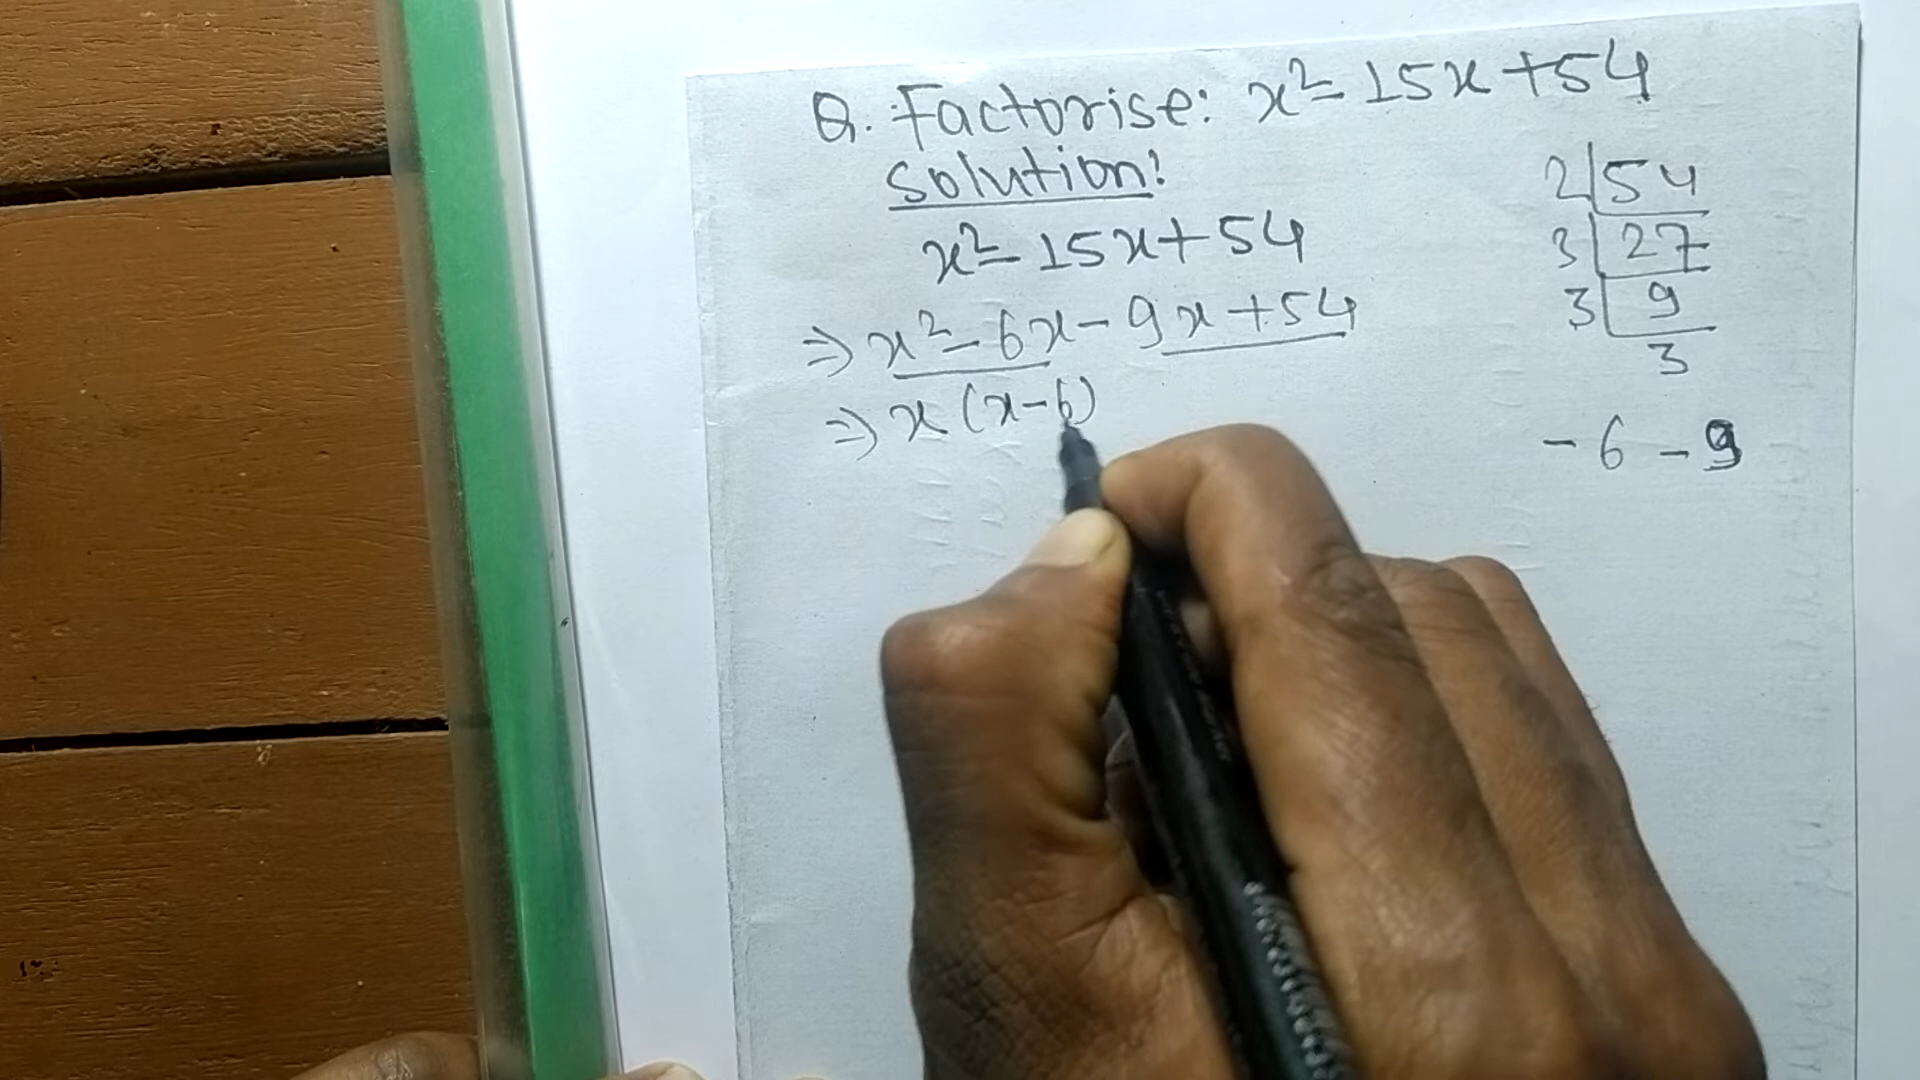 Q. Factorise: x²-15x+54
Solution:
x²-15x+54
⇒ x²-6x-9x+54
⇒ x(x-6)
2 54
3 27
3 9
3
-6 -9